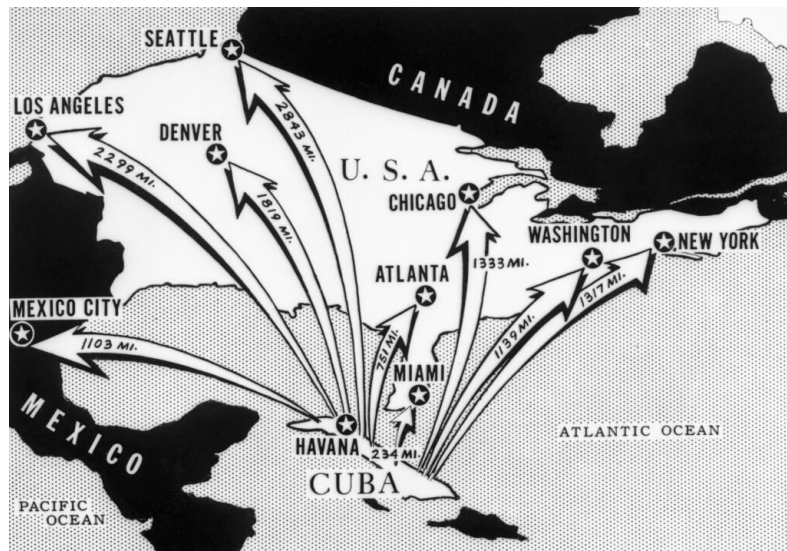 SEATTLE
CANADA
LOS ANGELES
2843 MI.
DENVER
2299 MI.
U. S. A.
1819 MI.
CHICAGO
WASHINGTON
NEW YORK
1333 MI.
ATLANTA
1317 MI.
MEXICO CITY
1103 MI.
751 MI.
1139 MI.
MIAMI
MEXICO
HAVANA
234 MI.
ATLANTIC OCEAN
CUBA
PACIFIC
OCEAN